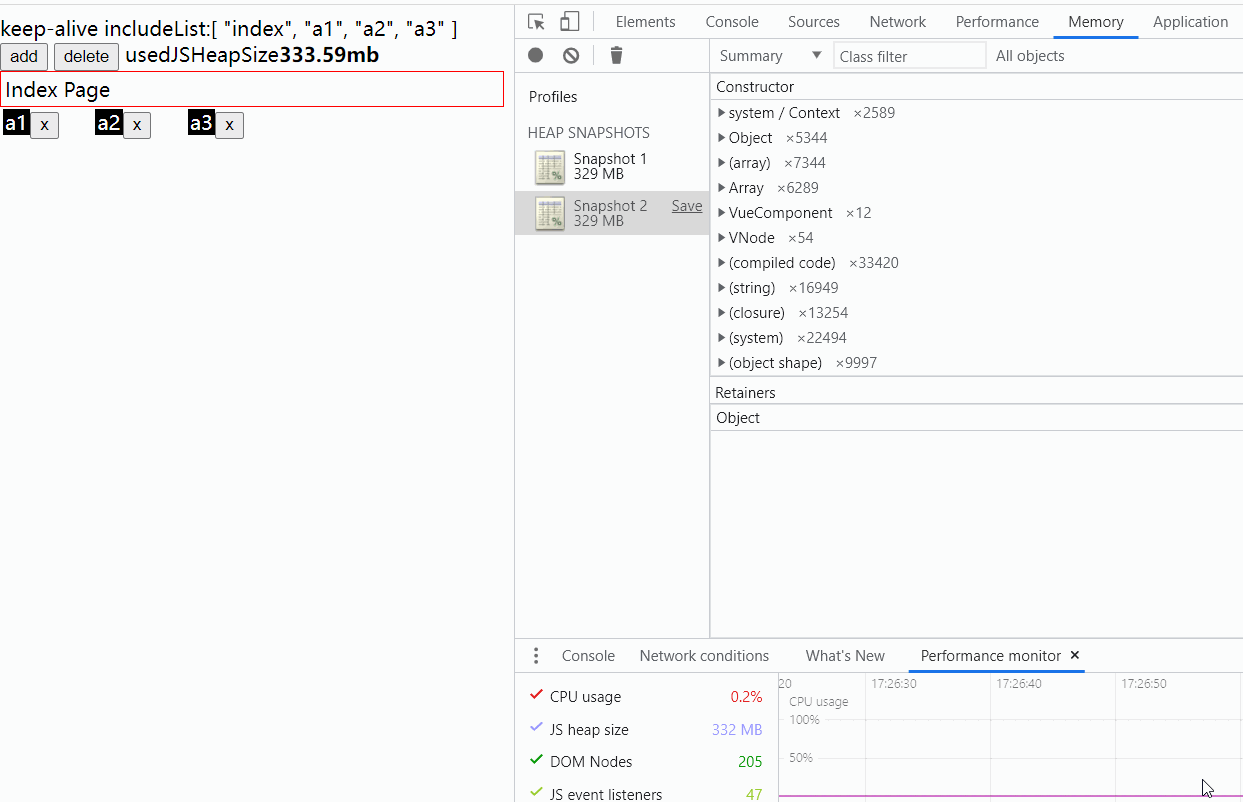 keep-alive includeList:[ "index", "a1", "a2", "a3" ]
add delete usedJSHeapSize333.59mb
Index Page
a1 x a2 x a3 x
Elements Console Sources Network Performance Memory Application
Summary ▼ Class filter All objects
Profiles
HEAP SNAPSHOTS
Snapshot 1
329 MB
Snapshot 2 Save
329 MB
Constructor
system / Context ×2589
Object ×5344
(array) ×7344
Array ×6289
VueComponent ×12
VNode ×54
(compiled code) ×33420
(string) ×16949
(closure) ×13254
(system) ×22494
(object shape) ×9997
Retainers
Object
Console Network conditions What's New Performance monitor ×
CPU usage 0.2%
JS heap size 332 MB
DOM Nodes 205
JS event listeners 47
20 17:26:30 17:26:40 17:26:50
CPU usage
100%
50%